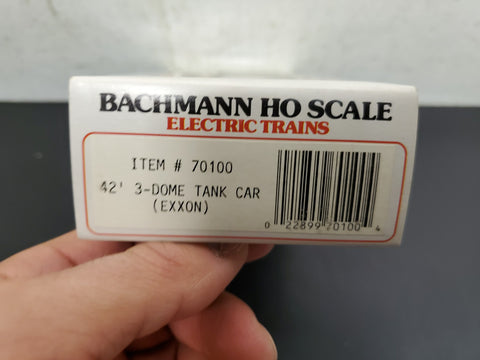 BACHMANN HO SCALE
ELECTRIC TRAINS
ITEM # 70100
42' 3-DOME TANK CAR
(EXXON)
0 22899 70100 4